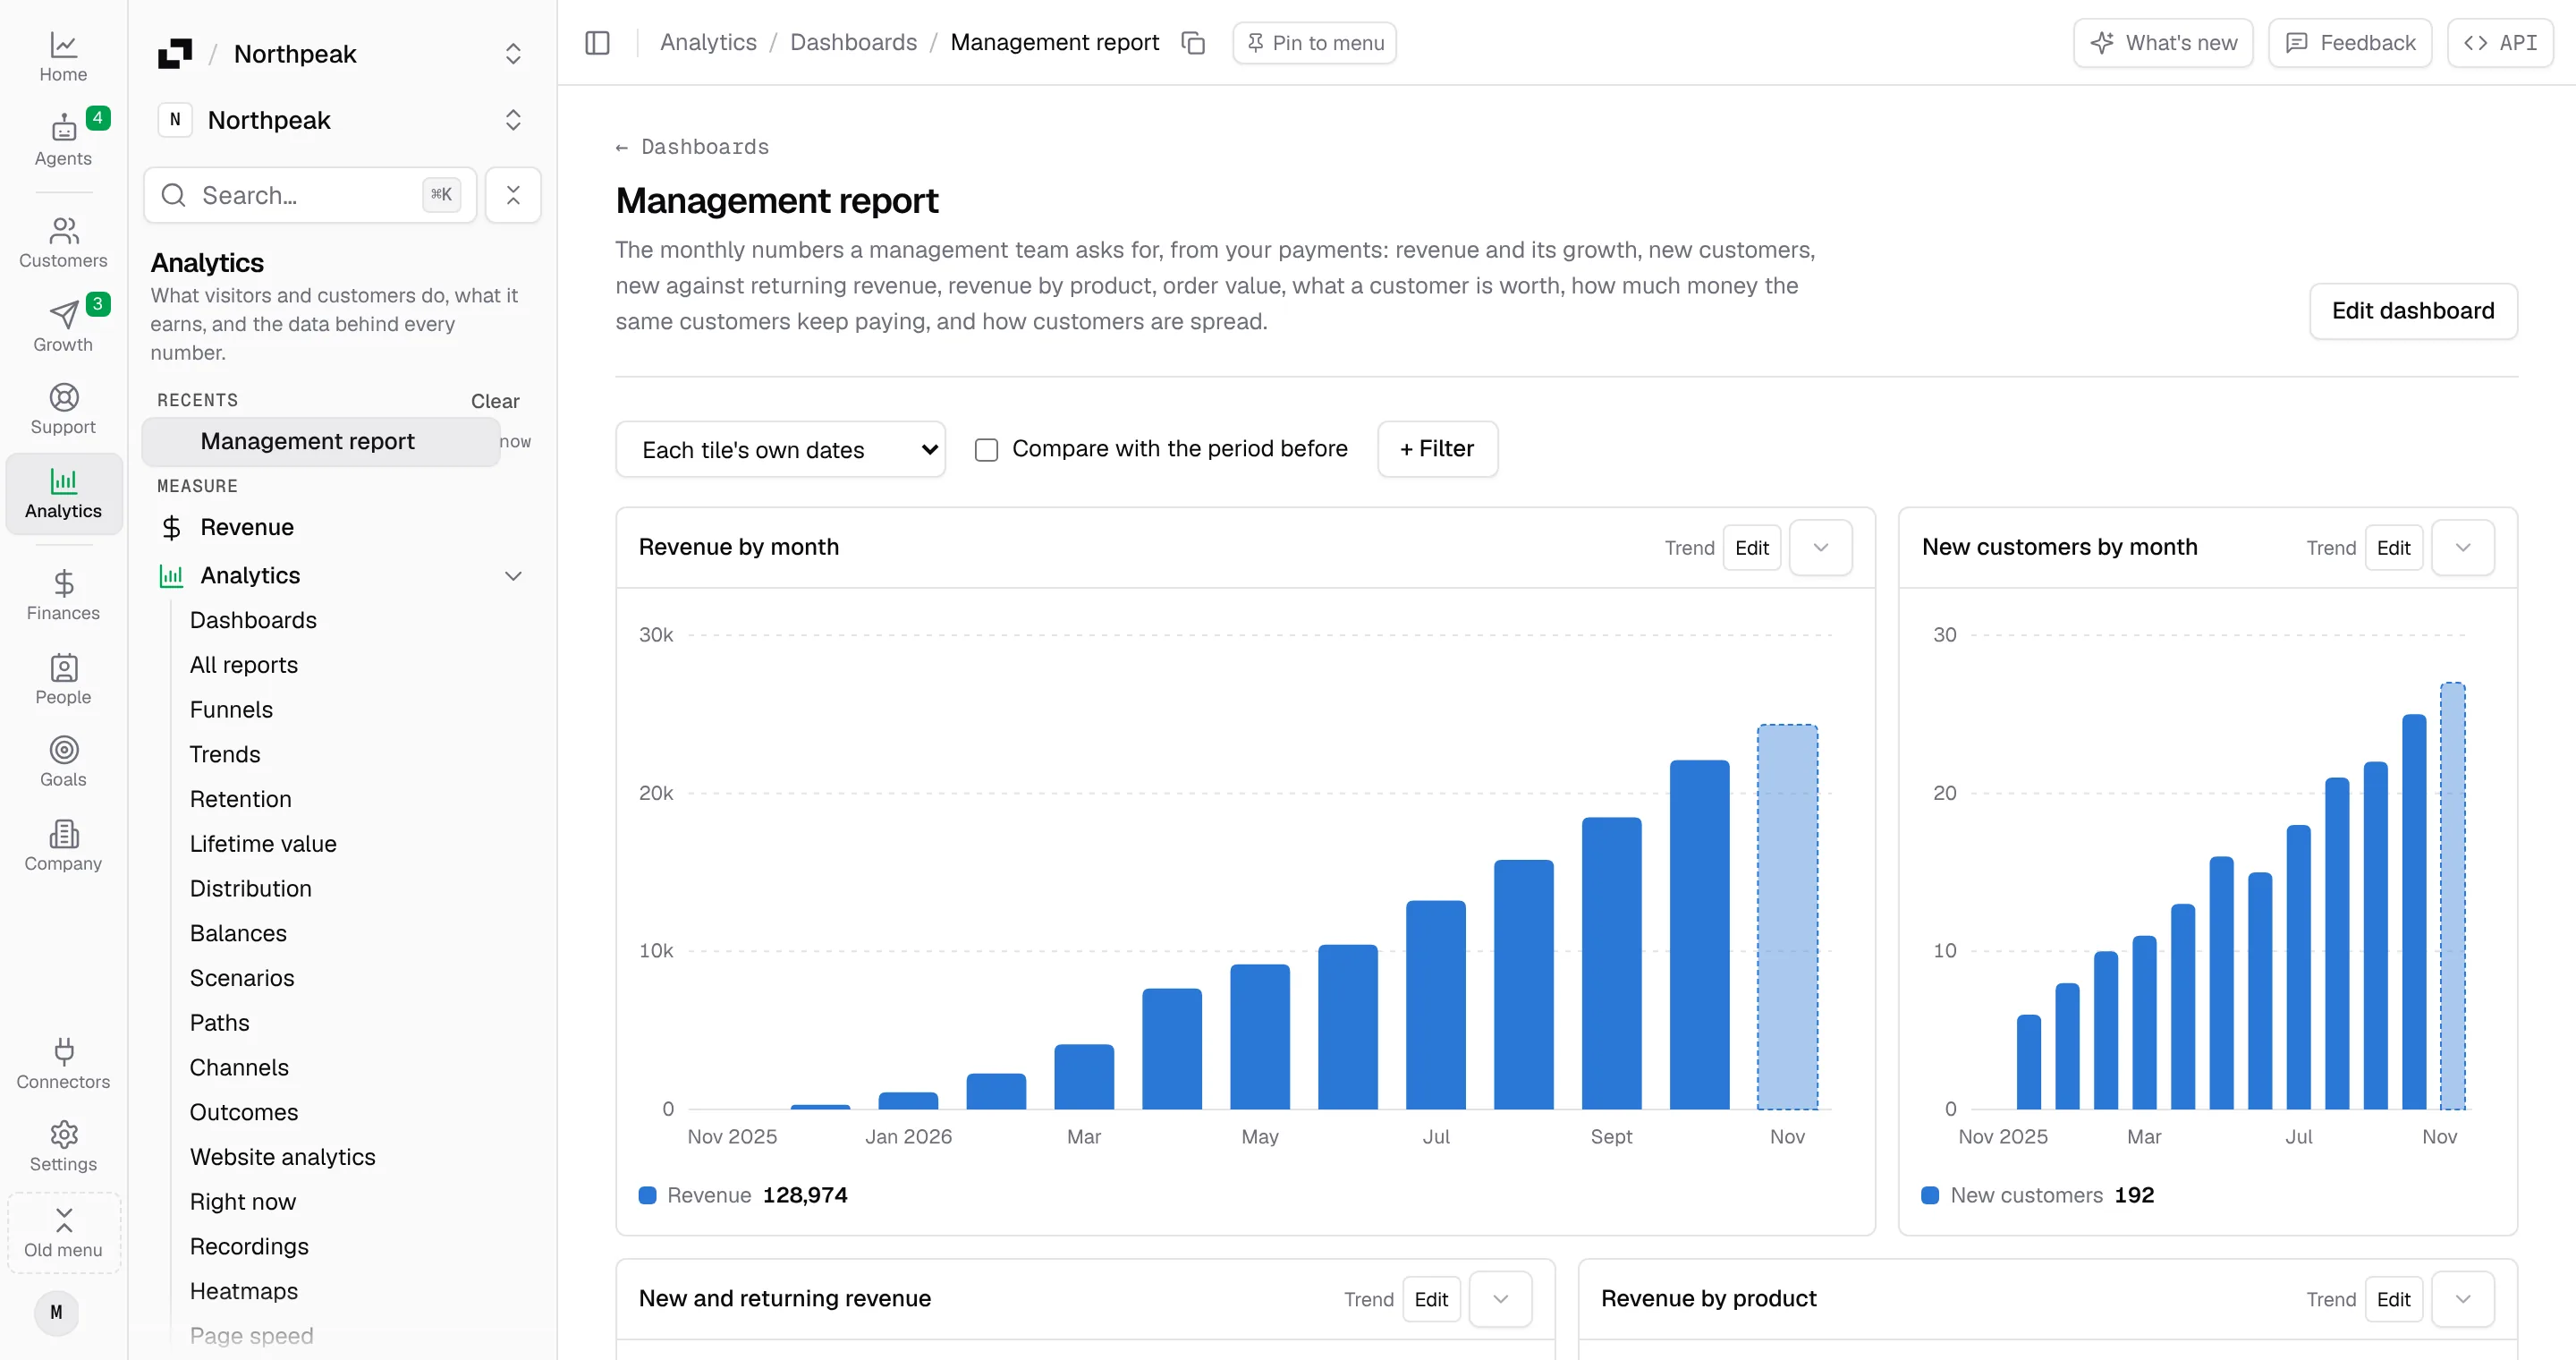 Home
Agents
4
Customers
Growth
3
Support
Analytics
Finances
People
Goals
Company
Connectors
Settings
Old menu
M
/ Northpeak
N Northpeak
Search... ⌘K
Analytics
What visitors and customers do, what it
earns, and the data behind every
number.
RECENTS Clear
Management report now
MEASURE
Revenue
Analytics
Dashboards
All reports
Funnels
Trends
Retention
Lifetime value
Distribution
Balances
Scenarios
Paths
Channels
Outcomes
Website analytics
Right now
Recordings
Heatmaps
Page speed
Analytics / Dashboards / Management report
Pin to menu
What's new
Feedback
API
← Dashboards
Management report
The monthly numbers a management team asks for, from your payments: revenue and its growth, new customers,
new against returning revenue, revenue by product, order value, what a customer is worth, how much money the
same customers keep paying, and how customers are spread.
Edit dashboard
Each tile's own dates
Compare with the period before
+ Filter
Revenue by month Trend Edit
30k
20k
10k
0
Nov 2025 Jan 2026 Mar May Jul Sept Nov
Revenue 128,974
New customers by month Trend Edit
30
20
10
0
Nov 2025 Mar Jul Nov
New customers 192
New and returning revenue Trend Edit
Revenue by product Trend Edit